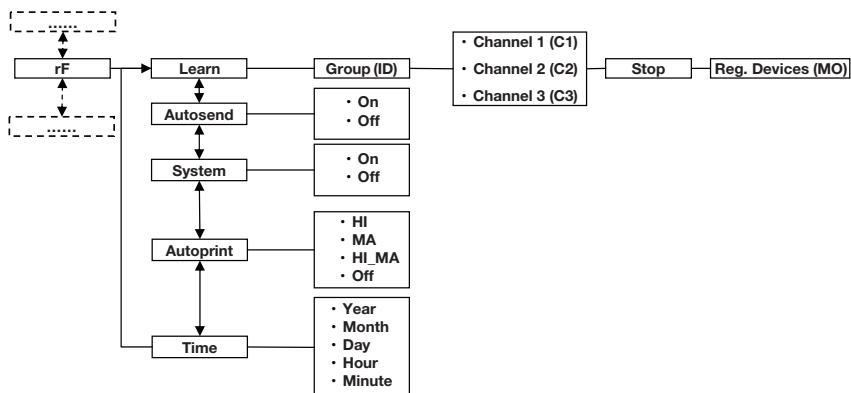 ......
rF
......
Learn
Group (ID)
• Channel 1 (C1)
• Channel 2 (C2)
• Channel 3 (C3)
Stop
Reg. Devices (MO)
Autosend
• On
• Off
System
• On
• Off
Autoprint
• HI
• MA
• HI_MA
• Off
Time
• Year
• Month
• Day
• Hour
• Minute